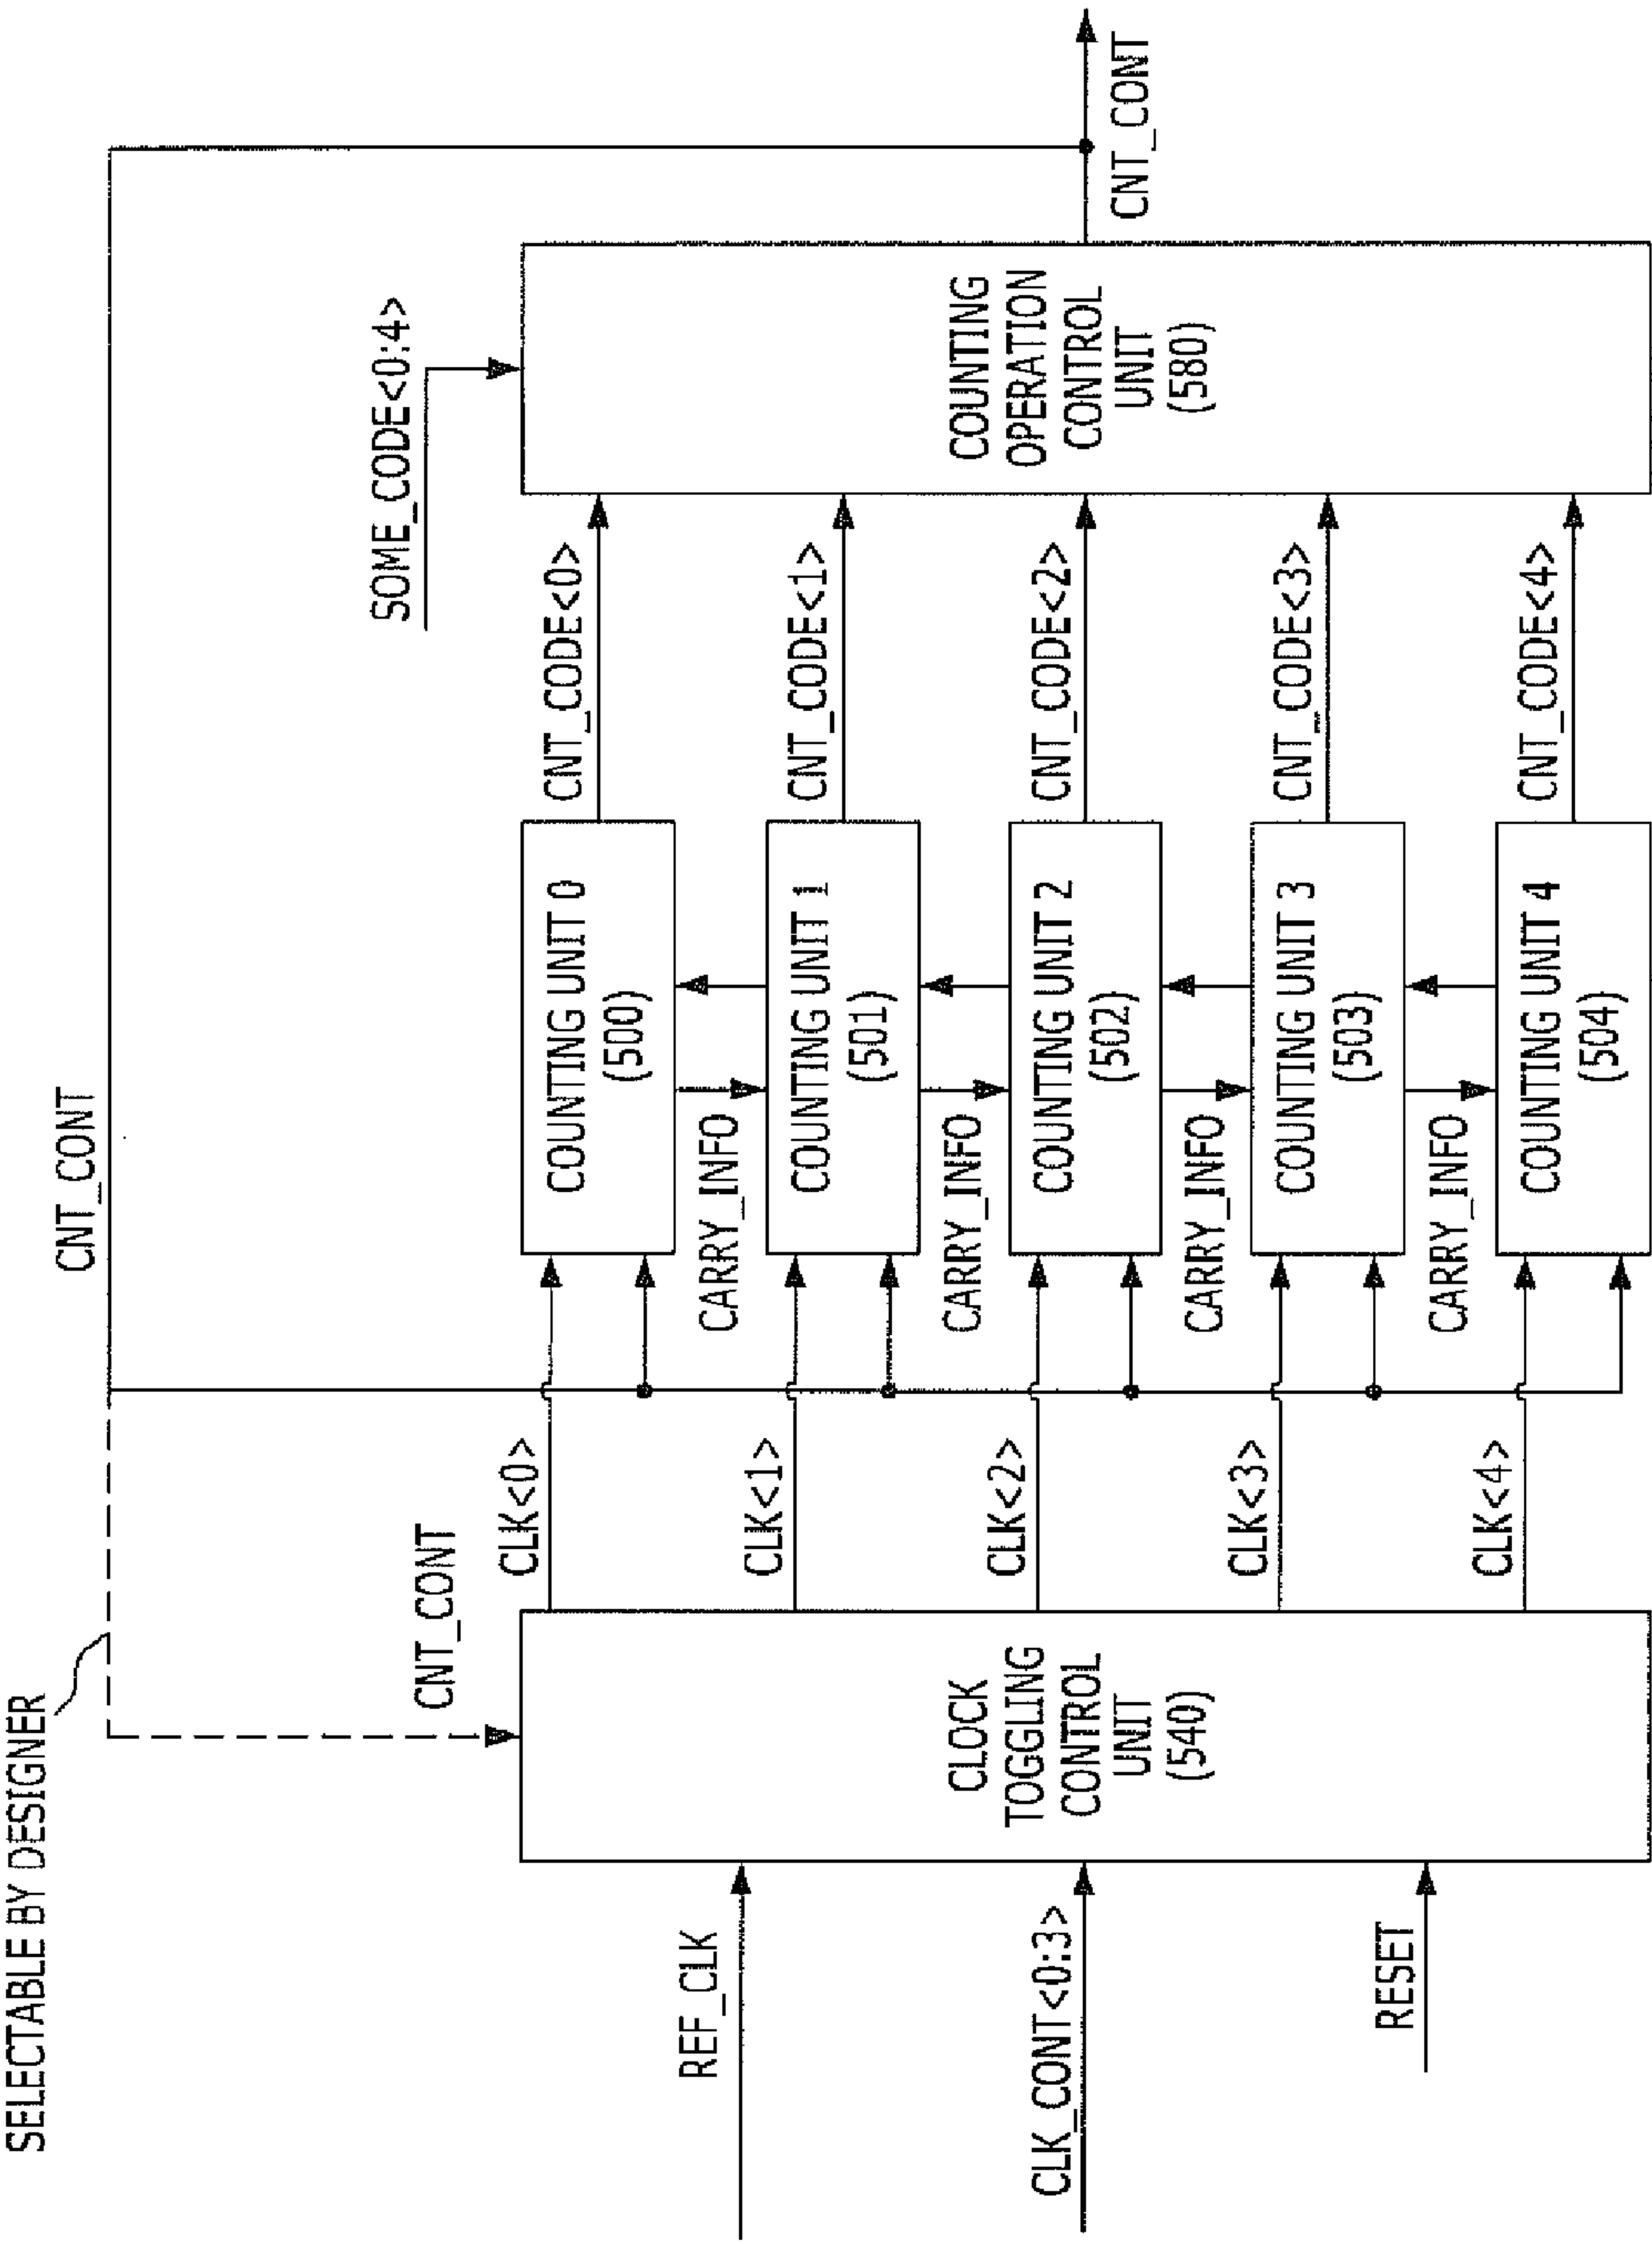 SELECTABLE BY DESIGNER
CNT_CONT
CNT_CONT
SOME_CODE<0:4>
REF_CLK
CLK_CONT<0:3>
RESET
CLOCK
TOGGLING
CONTROL
UNIT
(540)
CLK<0>
CLK<1>
CLK<2>
CLK<3>
CLK<4>
COUNTING UNIT 0
(500)
CARRY_INFO
COUNTING UNIT 1
(501)
CARRY_INFO
COUNTING UNIT 2
(502)
CARRY_INFO
COUNTING UNIT 3
(503)
CARRY_INFO
COUNTING UNIT 4
(504)
CNT_CODE<0>
CNT_CODE<1>
CNT_CODE<2>
CNT_CODE<3>
CNT_CODE<4>
COUNTING
OPERATION
CONTROL
UNIT
(580)
CNT_CONT